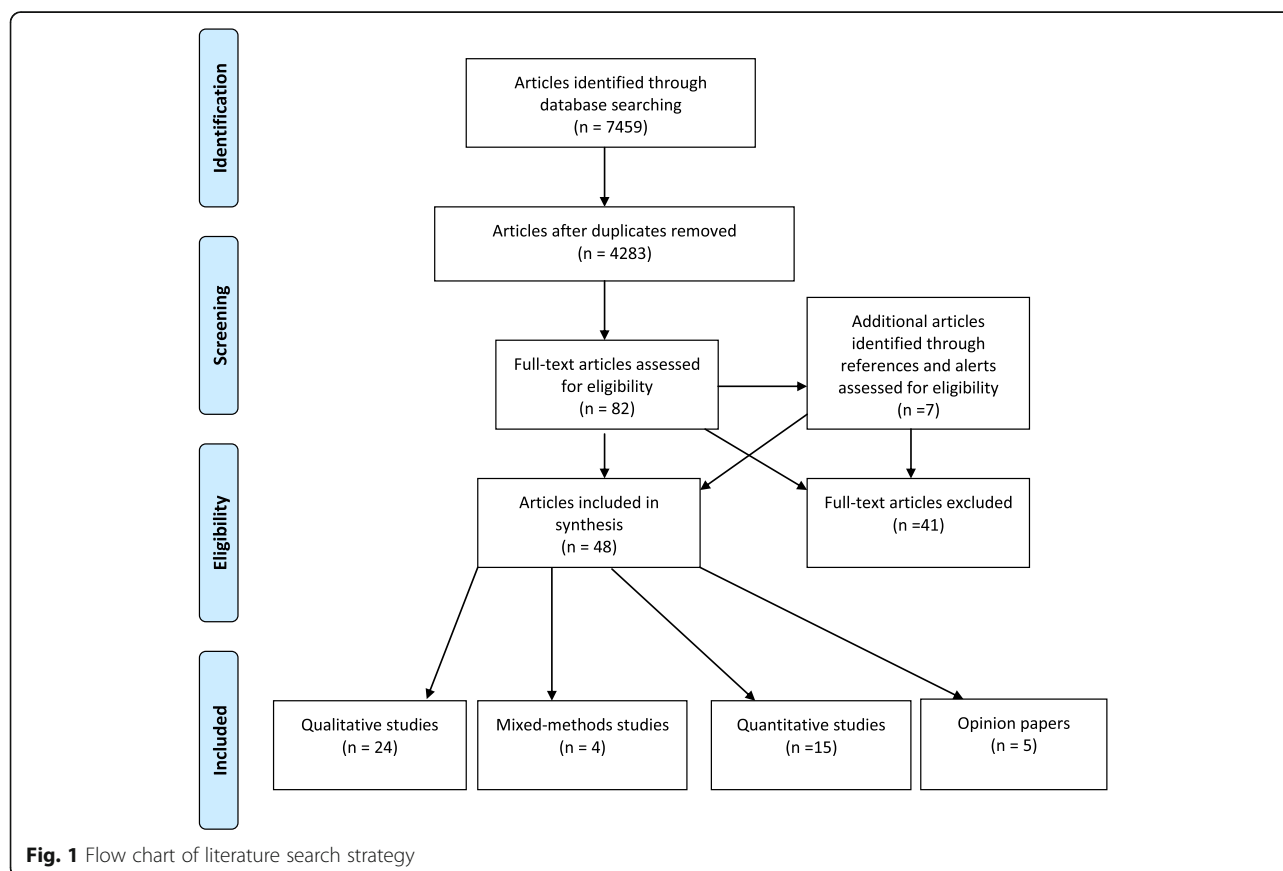 Identification
Articles identified through
database searching
(n = 7459)
Articles after duplicates removed
(n = 4283)
Screening
Additional articles
identified through
references and alerts
assessed for eligibility
(n =7)
Full-text articles assessed
for eligibility
(n = 82)
Eligibility
Articles included in
synthesis
(n = 48)
Full-text articles excluded
(n =41)
Included
Qualitative studies
(n = 24)
Mixed-methods studies
(n = 4)
Quantitative studies
(n =15)
Opinion papers
(n = 5)
Fig. 1 Flow chart of literature search strategy